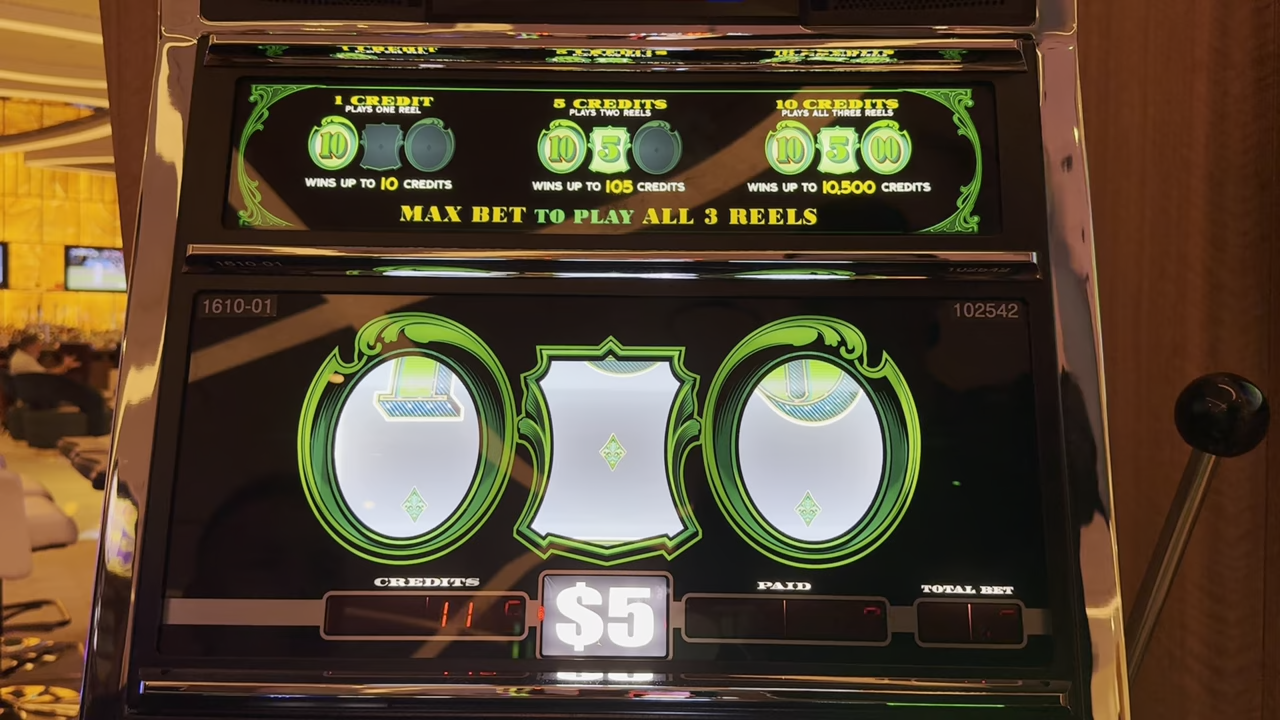 1 CREDIT
PLAYS ONE REEL
10
WINS UP TO 10 CREDITS
5 CREDITS
PLAYS TWO REELS
10 5
WINS UP TO 105 CREDITS
10 CREDITS
PLAYS ALL THREE REELS
10 5 00
WINS UP TO 10,500 CREDITS
MAX BET TO PLAY ALL 3 REELS
1610-01
102542
CREDITS
$5
PAID
TOTAL BET